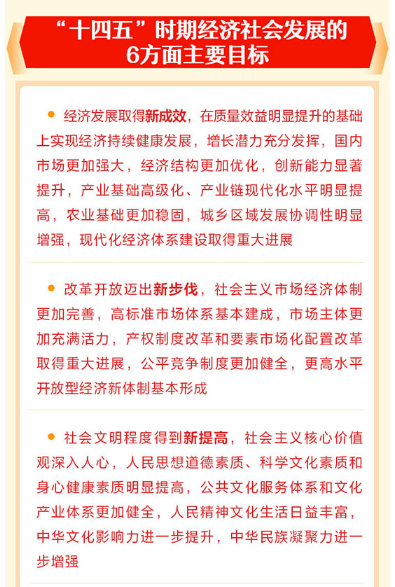 “十四五”时期经济社会发展的
6方面主要目标
经济发展取得新成效，在质量效益明显提升的基础
上实现经济持续健康发展，增长潜力充分发挥，国内
市场更加强大，经济结构更加优化，创新能力显著
提升，产业基础高级化、产业链现代化水平明显提
高，农业基础更加稳固，城乡区域发展协调性明显
增强，现代化经济体系建设取得重大进展
改革开放迈出新步伐，社会主义市场经济体制
更加完善，高标准市场体系基本建成，市场主体更
加充满活力，产权制度改革和要素市场化配置改革
取得重大进展，公平竞争制度更加健全，更高水平
开放型经济新体制基本形成
社会文明程度得到新提高，社会主义核心价值
观深入人心，人民思想道德素质、科学文化素质和
身心健康素质明显提高，公共文化服务体系和文化
产业体系更加健全，人民精神文化生活日益丰富，
中华文化影响力进一步提升，中华民族凝聚力进一
步增强